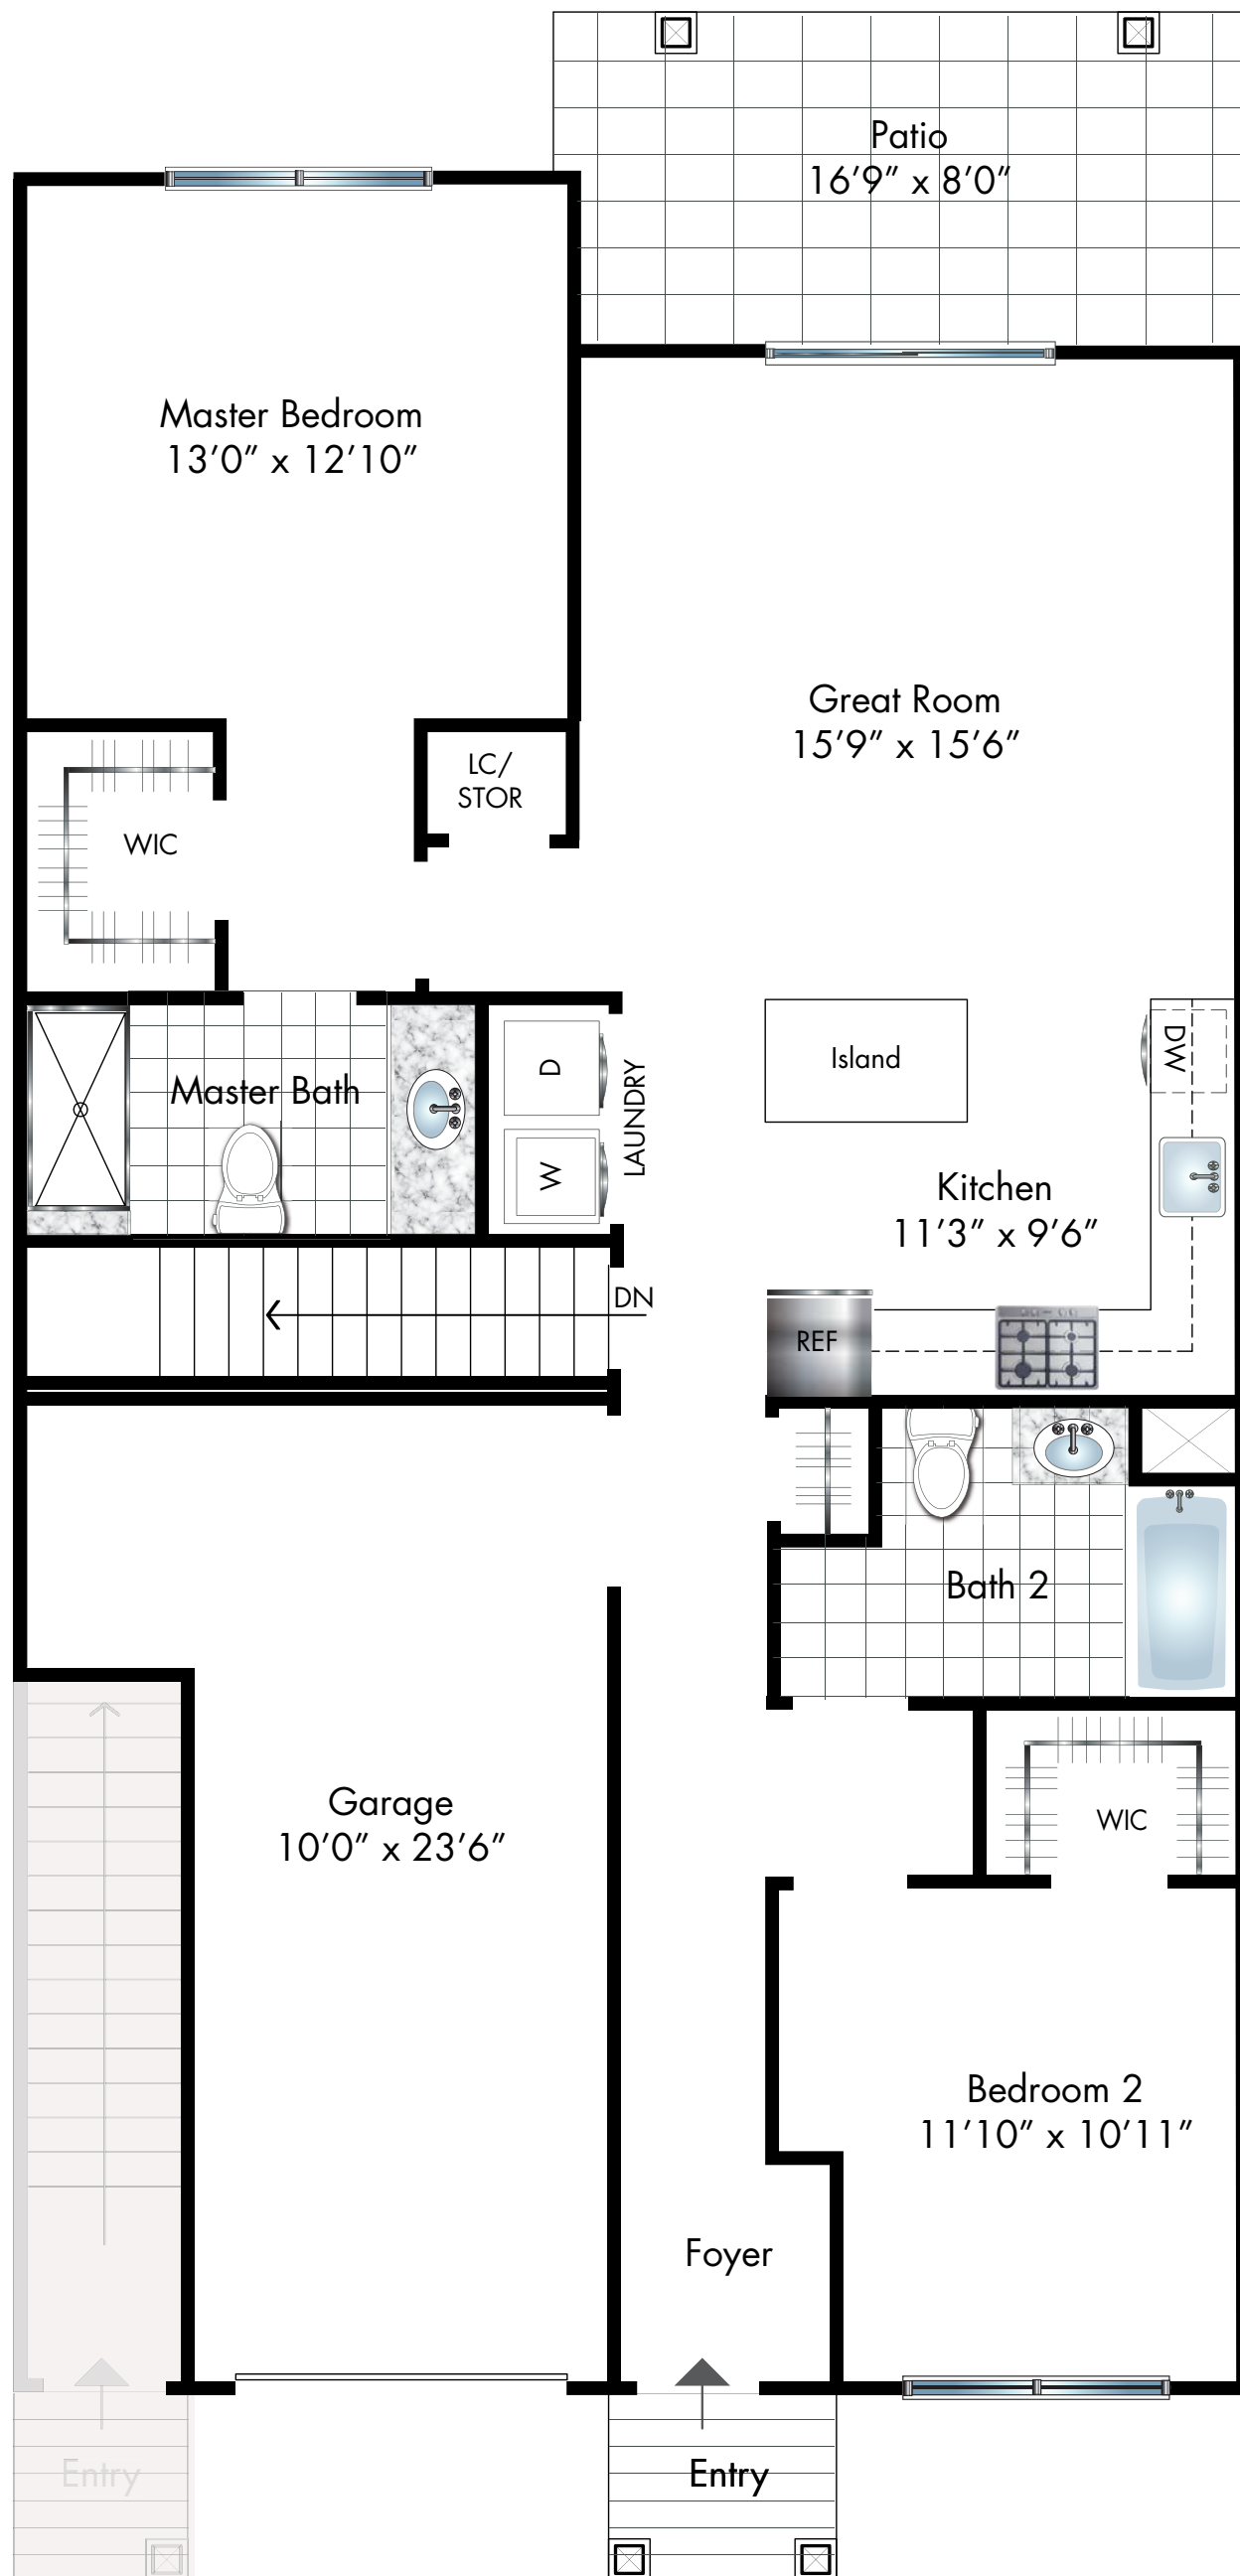 Patio
16’9” x 8’0”
Master Bedroom
13’0” x 12’10”
Great Room
15’9” x 15’6”
LC/
STOR
WIC
Island
DW
D
LAUNDRY
Master Bath
W
Kitchen
11’3” x 9’6”
DN
REF
Bath 2
Garage
10’0” x 23’6”
WIC
Bedroom 2
11’10” x 10’11”
Foyer
Entry
Entry